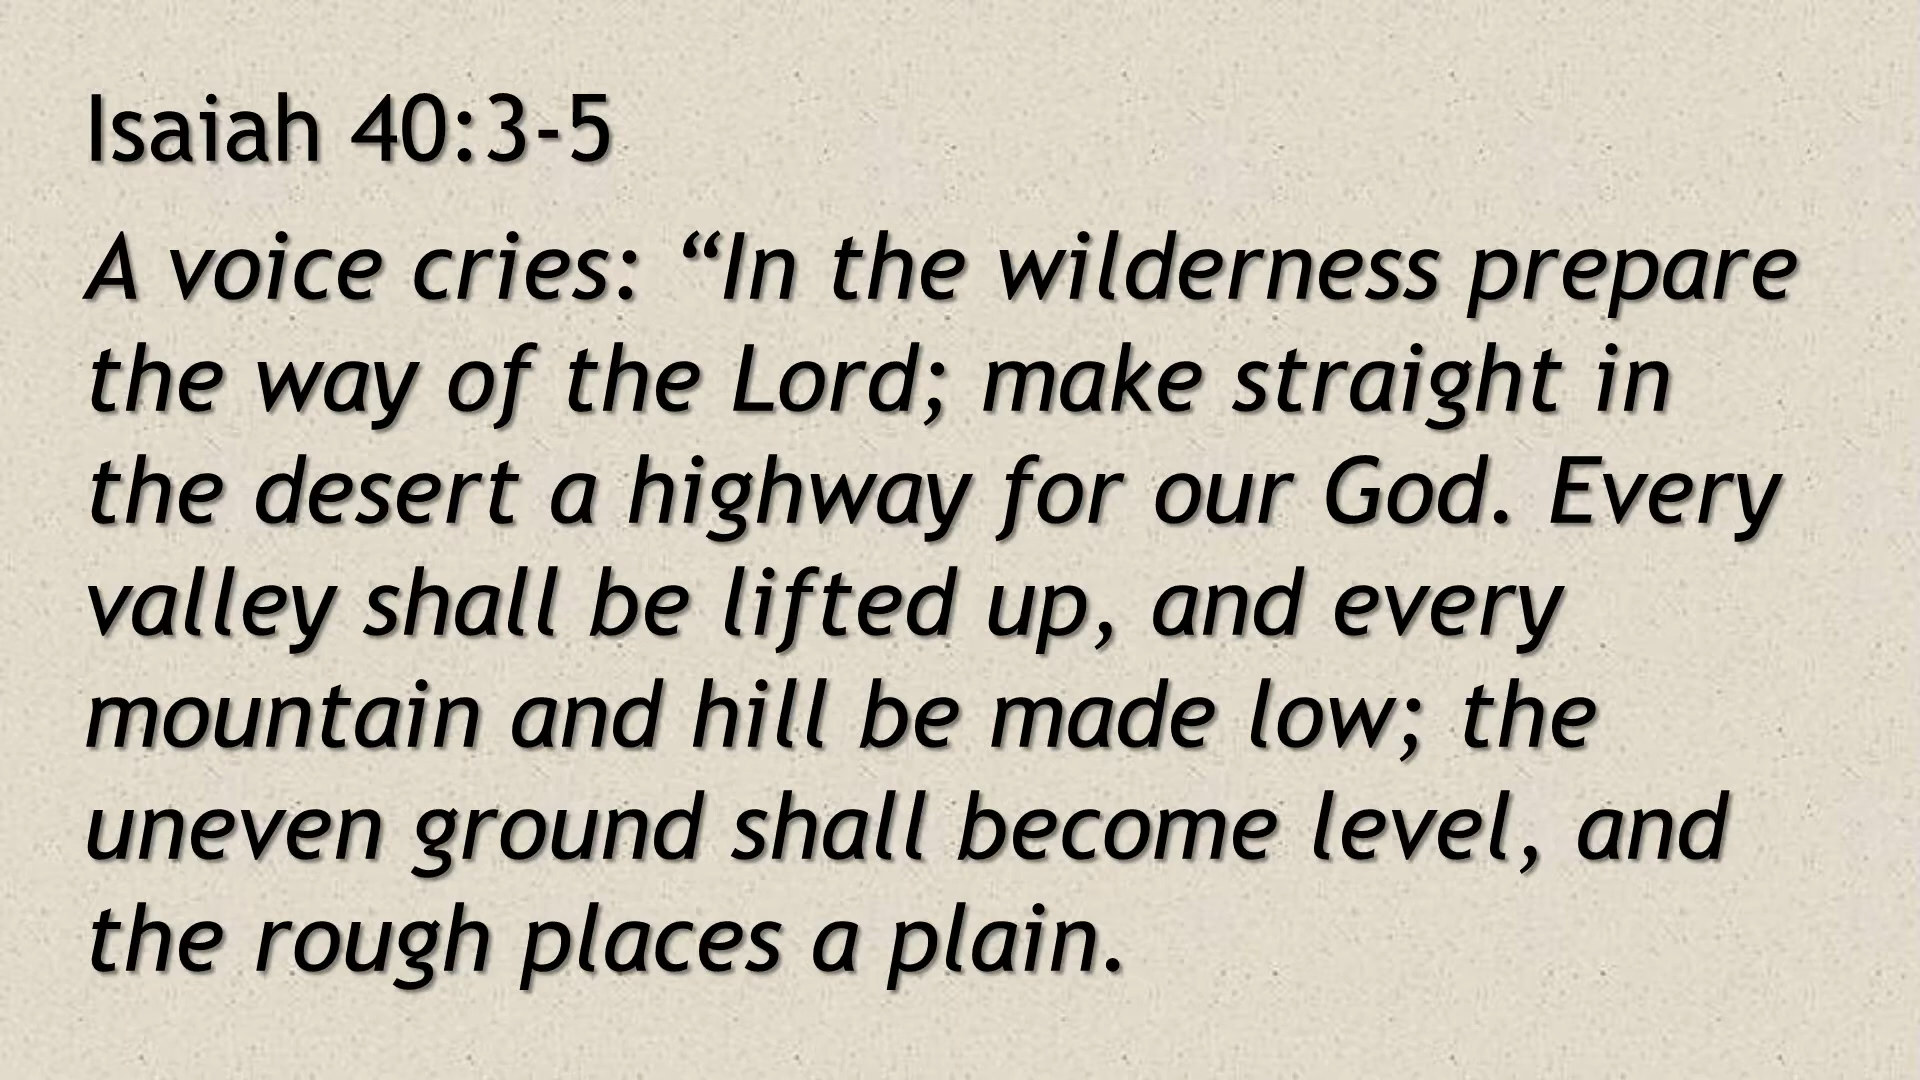 Isaiah 40:3-5
A voice cries: “In the wilderness prepare
the way of the Lord; make straight in
the desert a highway for our God. Every
valley shall be lifted up, and every
mountain and hill be made low; the
uneven ground shall become level, and
the rough places a plain.